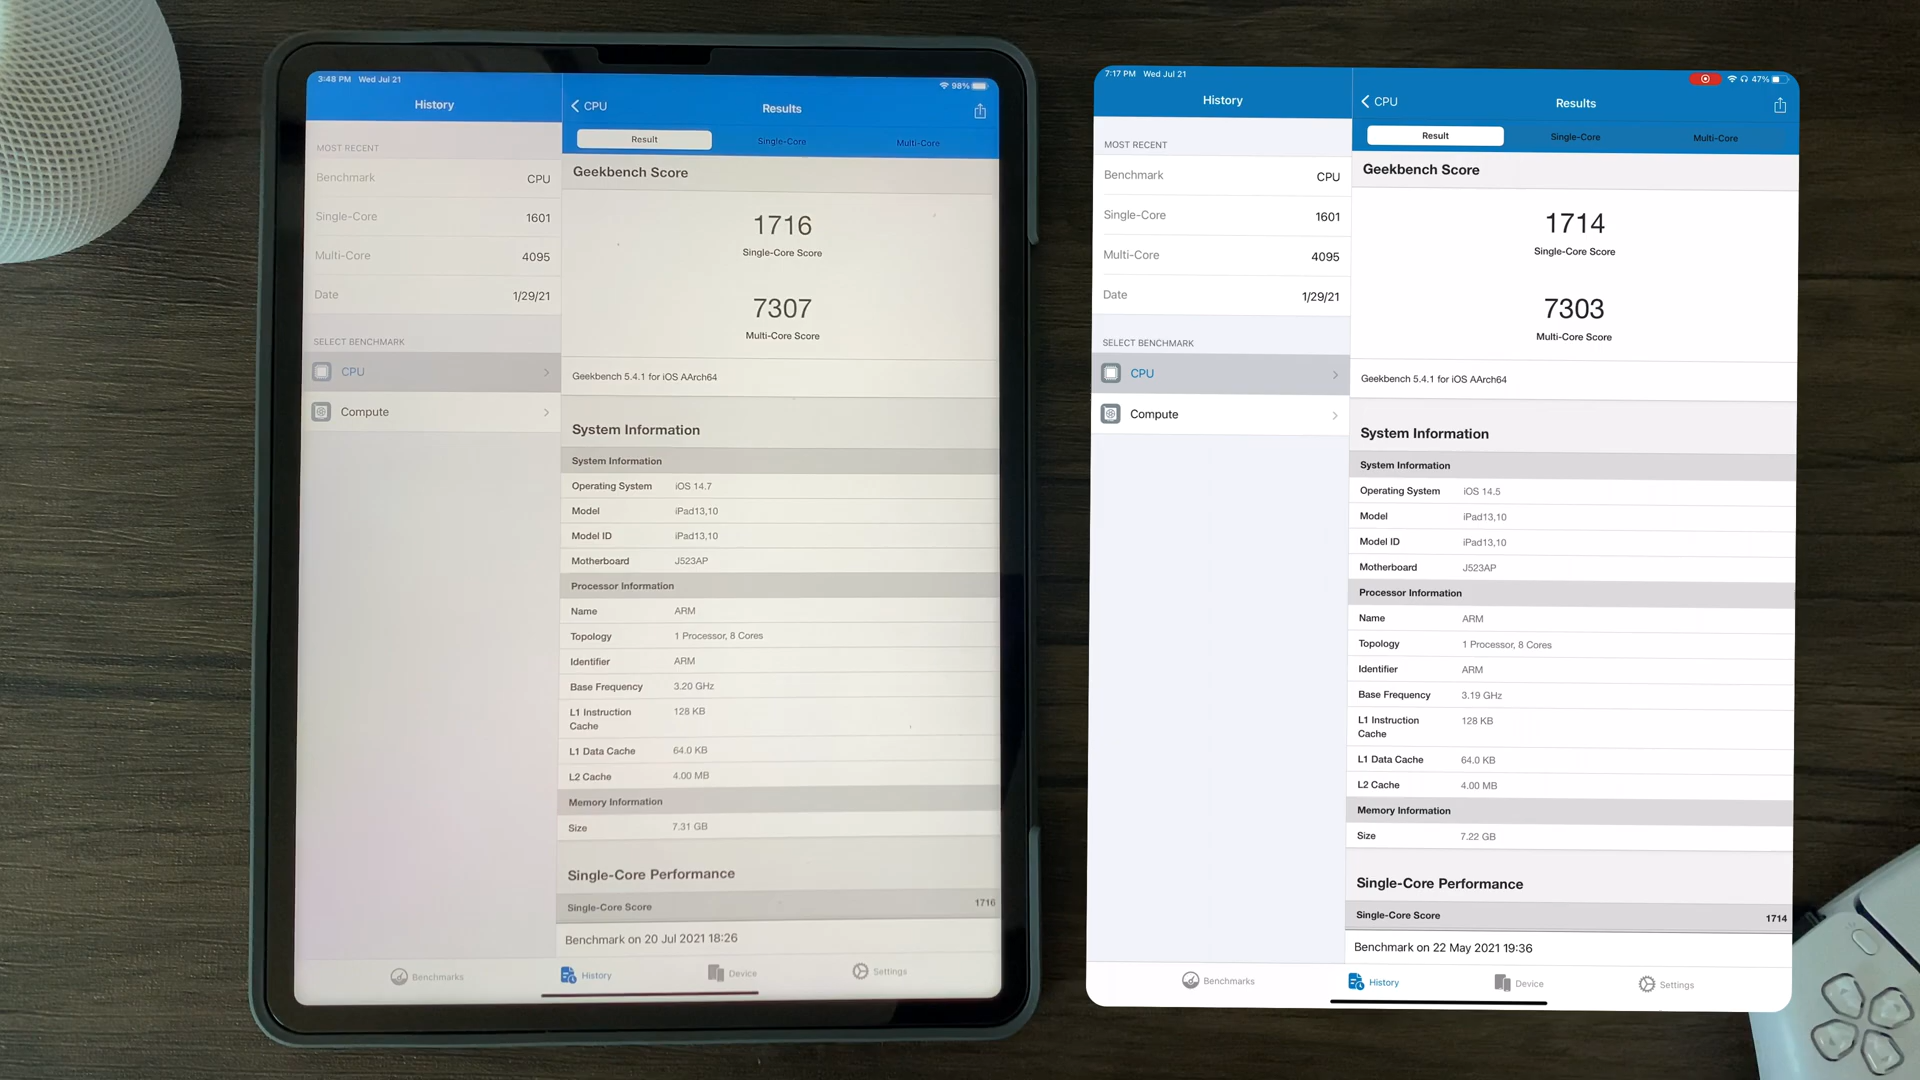 3:48 PM Wed Jul 21
98%
History
CPU
Results
Result
Single-Core
Multi-Core
MOST RECENT
Benchmark CPU
Single-Core 1601
Multi-Core 4095
Date 1/29/21
SELECT BENCHMARK
CPU
Compute
Geekbench Score
1716
Single-Core Score
7307
Multi-Core Score
Geekbench 5.4.1 for iOS AArch64
System Information
System Information
Operating System iOS 14.7
Model iPad13,10
Model ID iPad13,10
Motherboard J523AP
Processor Information
Name ARM
Topology 1 Processor, 8 Cores
Identifier ARM
Base Frequency 3.20 GHz
L1 Instruction 128 KB
Cache
L1 Data Cache 64.0 KB
L2 Cache 4.00 MB
Memory Information
Size 7.31 GB
Single-Core Performance
Single-Core Score 1716
Benchmark on 20 Jul 2021 18:26
Benchmarks
History
Device
Settings
7:17 PM Wed Jul 21
47%
History
CPU
Results
Result
Single-Core
Multi-Core
MOST RECENT
Benchmark CPU
Single-Core 1601
Multi-Core 4095
Date 1/29/21
SELECT BENCHMARK
CPU
Compute
Geekbench Score
1714
Single-Core Score
7303
Multi-Core Score
Geekbench 5.4.1 for iOS AArch64
System Information
System Information
Operating System iOS 14.5
Model iPad13,10
Model ID iPad13,10
Motherboard J523AP
Processor Information
Name ARM
Topology 1 Processor, 8 Cores
Identifier ARM
Base Frequency 3.19 GHz
L1 Instruction 128 KB
Cache
L1 Data Cache 64.0 KB
L2 Cache 4.00 MB
Memory Information
Size 7.22 GB
Single-Core Performance
Single-Core Score 1714
Benchmark on 22 May 2021 19:36
Benchmarks
History
Device
Settings